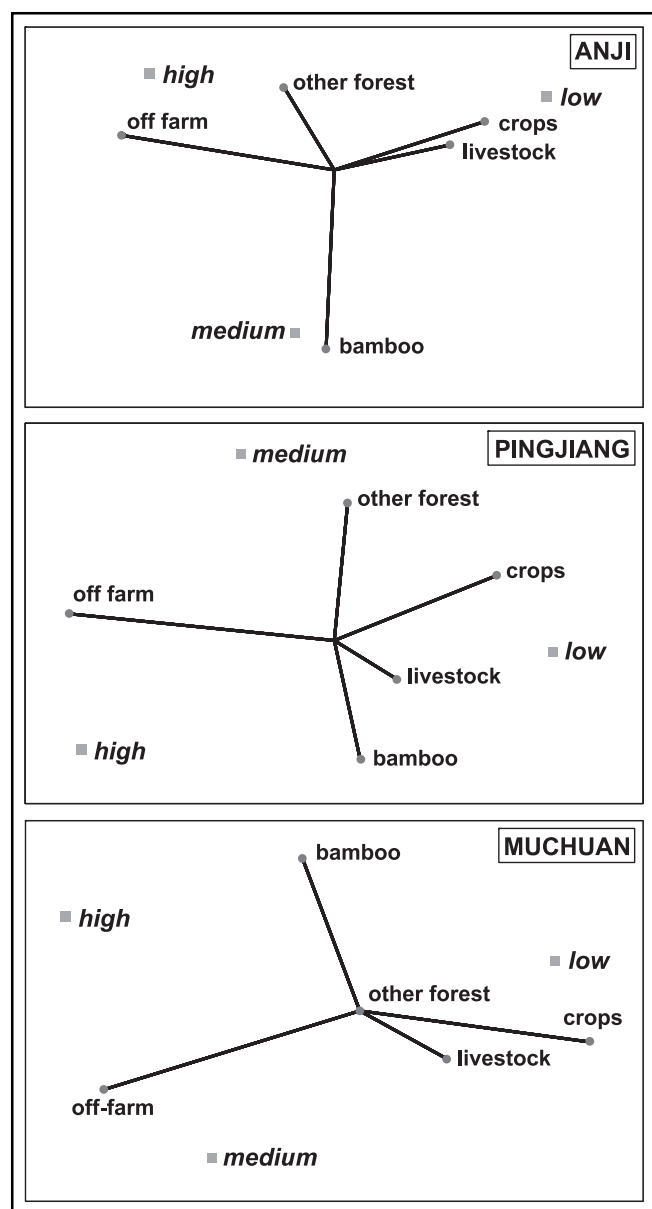 ANJI
high
other forest
low
off farm
crops
livestock
medium
bamboo
PINGJIANG
medium
other forest
crops
off farm
low
livestock
high
bamboo
MUCHUAN
bamboo
high
low
other forest
crops
livestock
off-farm
medium